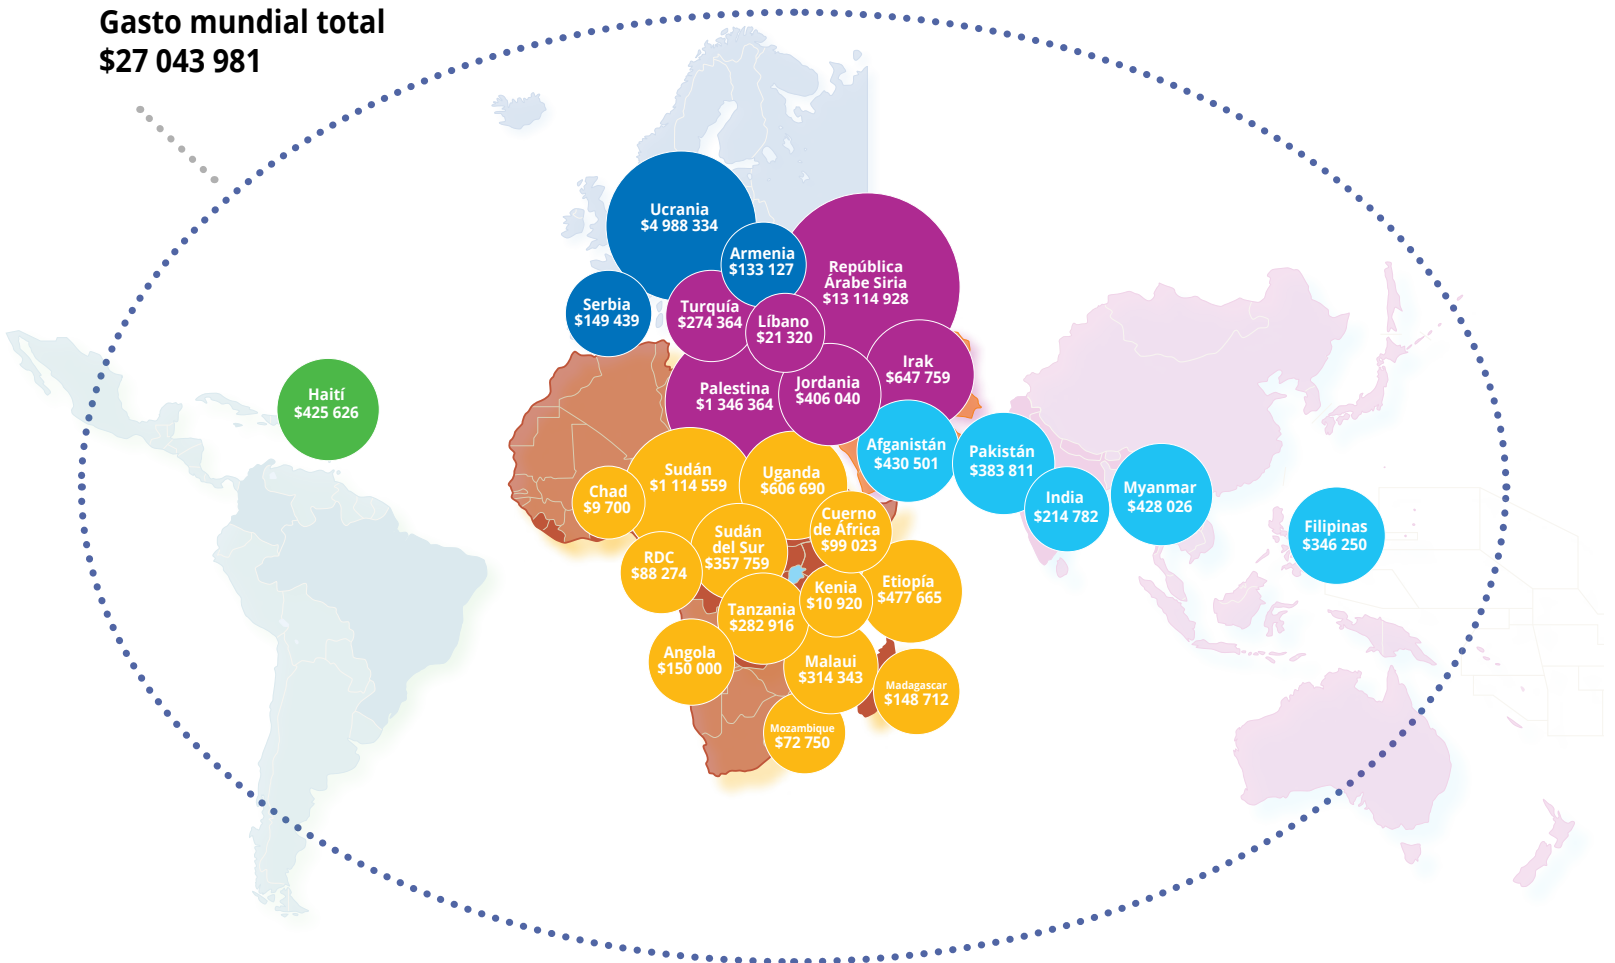 Gasto mundial total
$27 043 981
Ucrania
$4 988 334
Armenia
$133 127
República
Árabe Siria
$13 114 928
Serbia
$149 439
Turquía
$274 364
Líbano
$21 320
Irak
$647 759
Palestina
$1 346 364
Jordania
$406 040
Haití
$425 626
Afganistán
$430 501
Pakistán
$383 811
India
$214 782
Myanmar
$428 026
Filipinas
$346 250
Sudán
$1 114 559
Uganda
$606 690
Chad
$9 700
Cuerno
de África
$99 023
Sudán
del Sur
$357 759
RDC
$88 274
Kenia
$10 920
Etiopía
$477 665
Tanzania
$282 916
Angola
$150 000
Malaui
$314 343
Madagascar
$148 712
Mozambique
$72 750